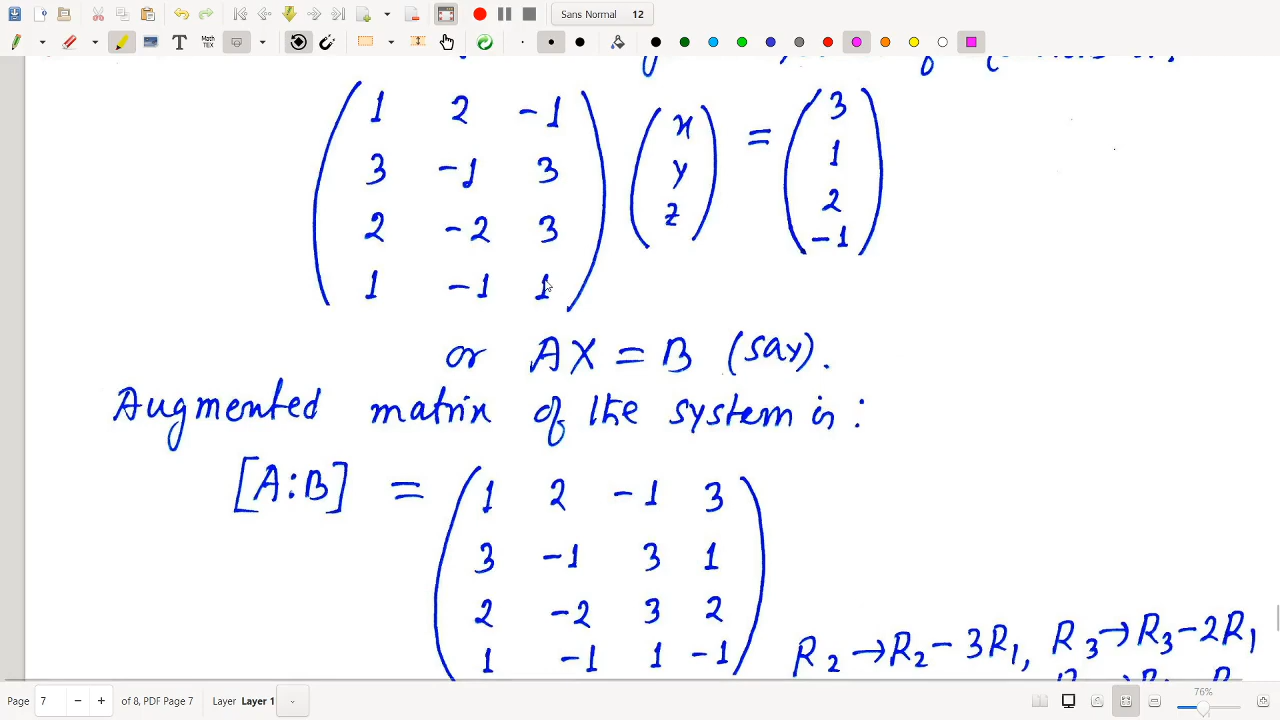 Sans Normal 12
Math
TEX
1 2 -1
3 -1 3
2 -2 3
1 -1 1
x
y
z
=
3
1
2
-1
or AX = B (say).
Augmented matrix of the system is :
[A:B] =
1 2 -1 3
3 -1 3 1
2 -2 3 2
1 -1 1 -1
R2→R2-3R1, R3→R3-2R1
Page 7 of 8, PDF Page 7 Layer Layer 1 76%